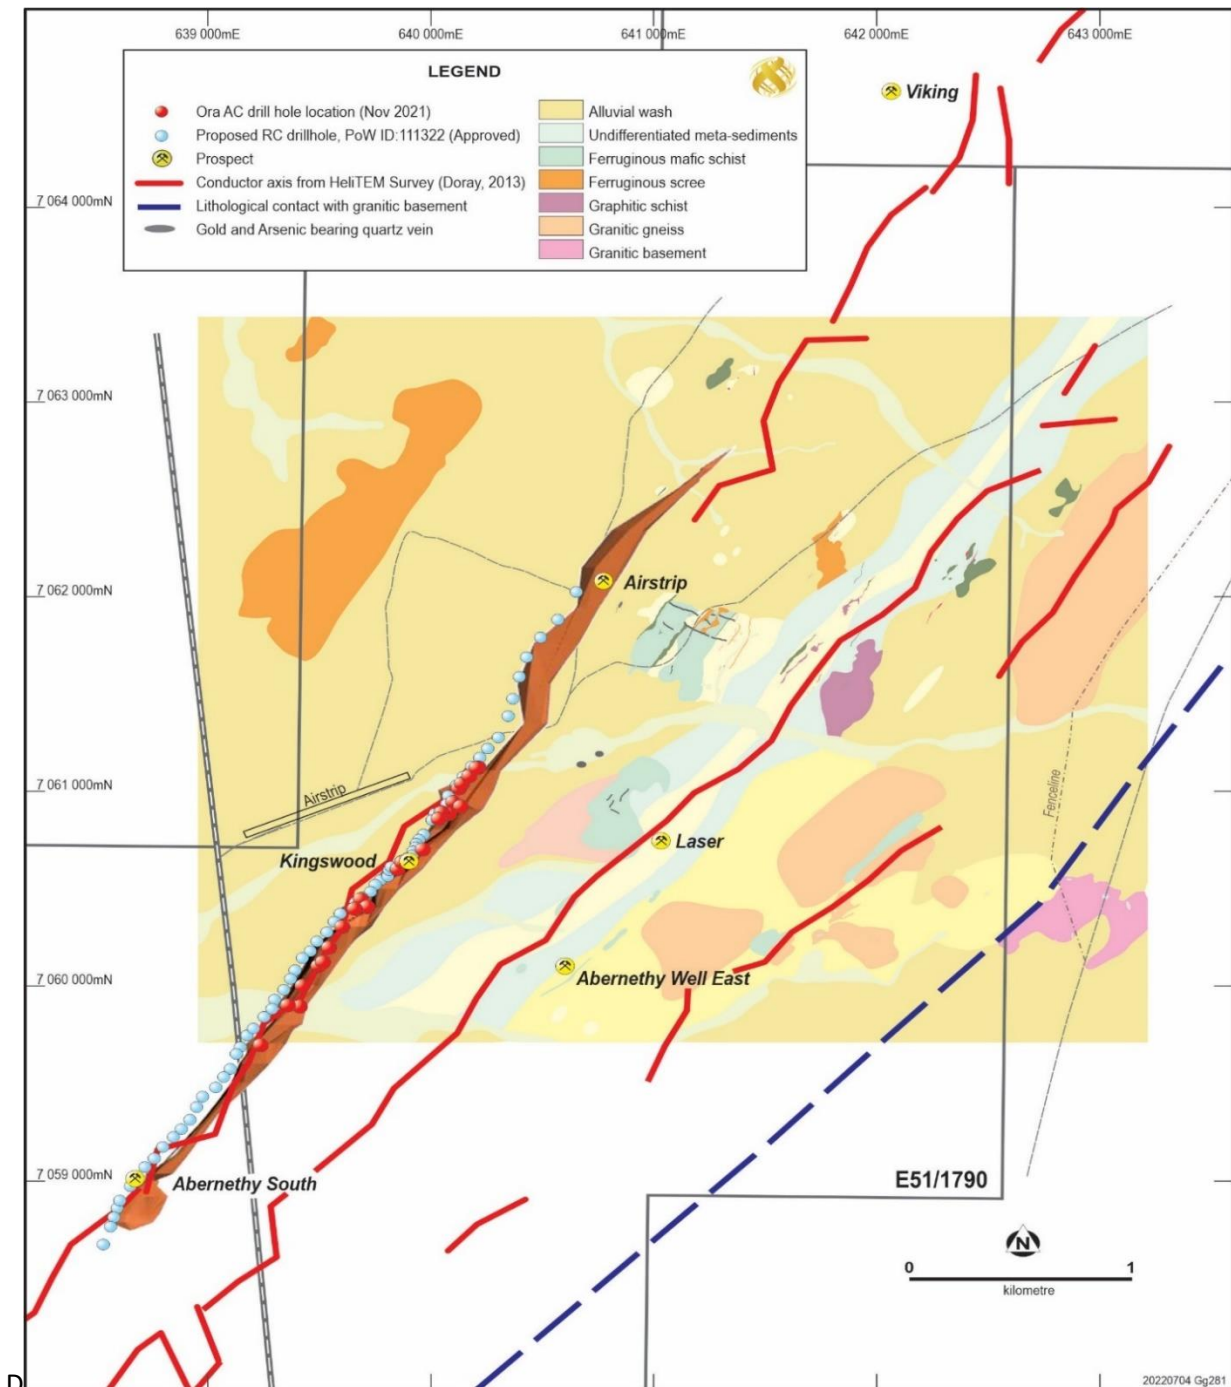 639 000mE
640 000mE
641 000mE
642 000mE
643 000mE
LEGEND
Ora AC drill hole location (Nov 2021)
Proposed RC drillhole, PoW ID:111322 (Approved)
Prospect
Conductor axis from HeliTEM Survey (Doray, 2013)
Lithological contact with granitic basement
Gold and Arsenic bearing quartz vein
Alluvial wash
Undifferentiated meta-sediments
Ferruginous mafic schist
Ferruginous scree
Graphitic schist
Granitic gneiss
Granitic basement
Viking
7 064 000mN
7 063 000mN
7 062 000mN
Airstrip
7 061 000mN
Airstrip
Fenceline
Kingswood
Laser
7 060 000mN
Abernethy Well East
7 059 000mN
Abernethy South
E51/1790
N
0
1
kilometre
D
20220704 Gg281